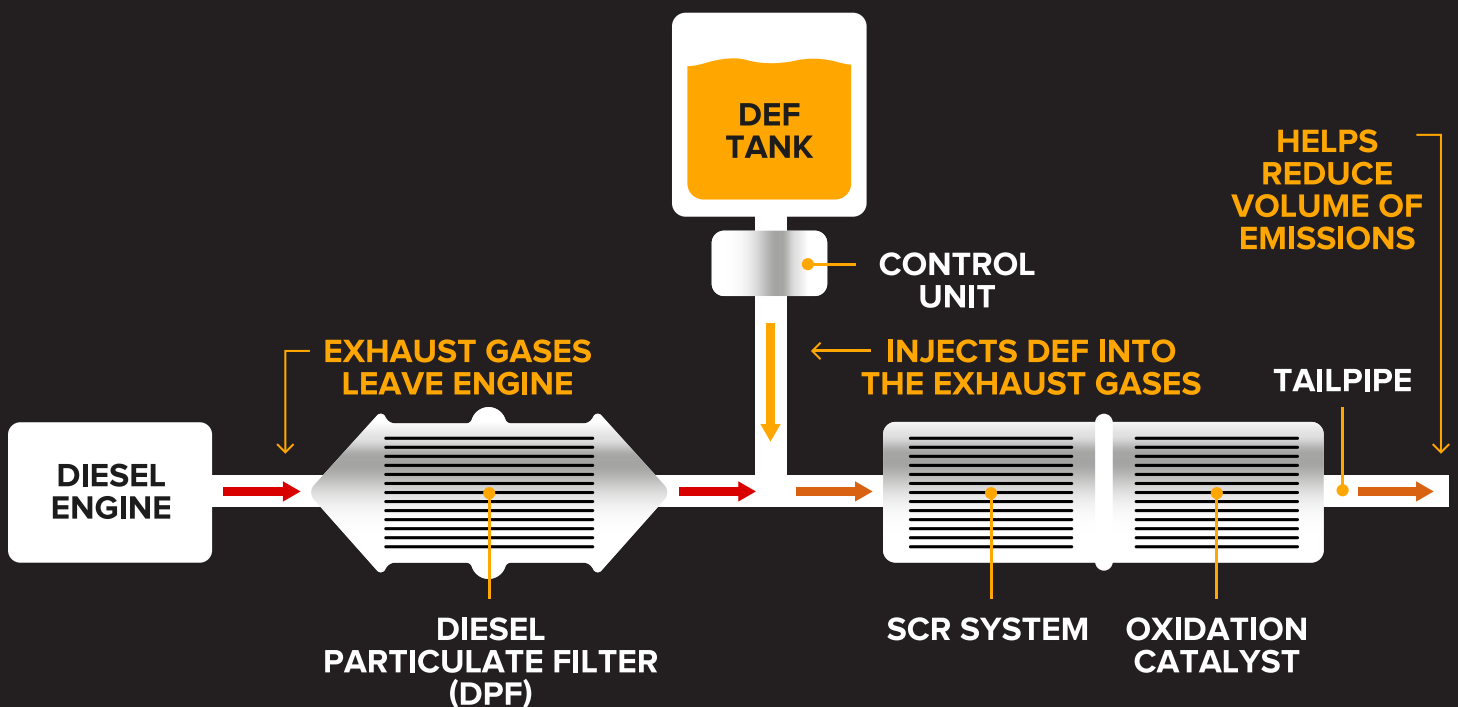 DEF
TANK
HELPS
REDUCE
VOLUME OF
EMISSIONS
CONTROL
UNIT
EXHAUST GASES
LEAVE ENGINE
INJECTS DEF INTO
THE EXHAUST GASES
TAILPIPE
DIESEL
ENGINE
DIESEL
PARTICULATE FILTER
(DPF)
SCR SYSTEM
OXIDATION
CATALYST